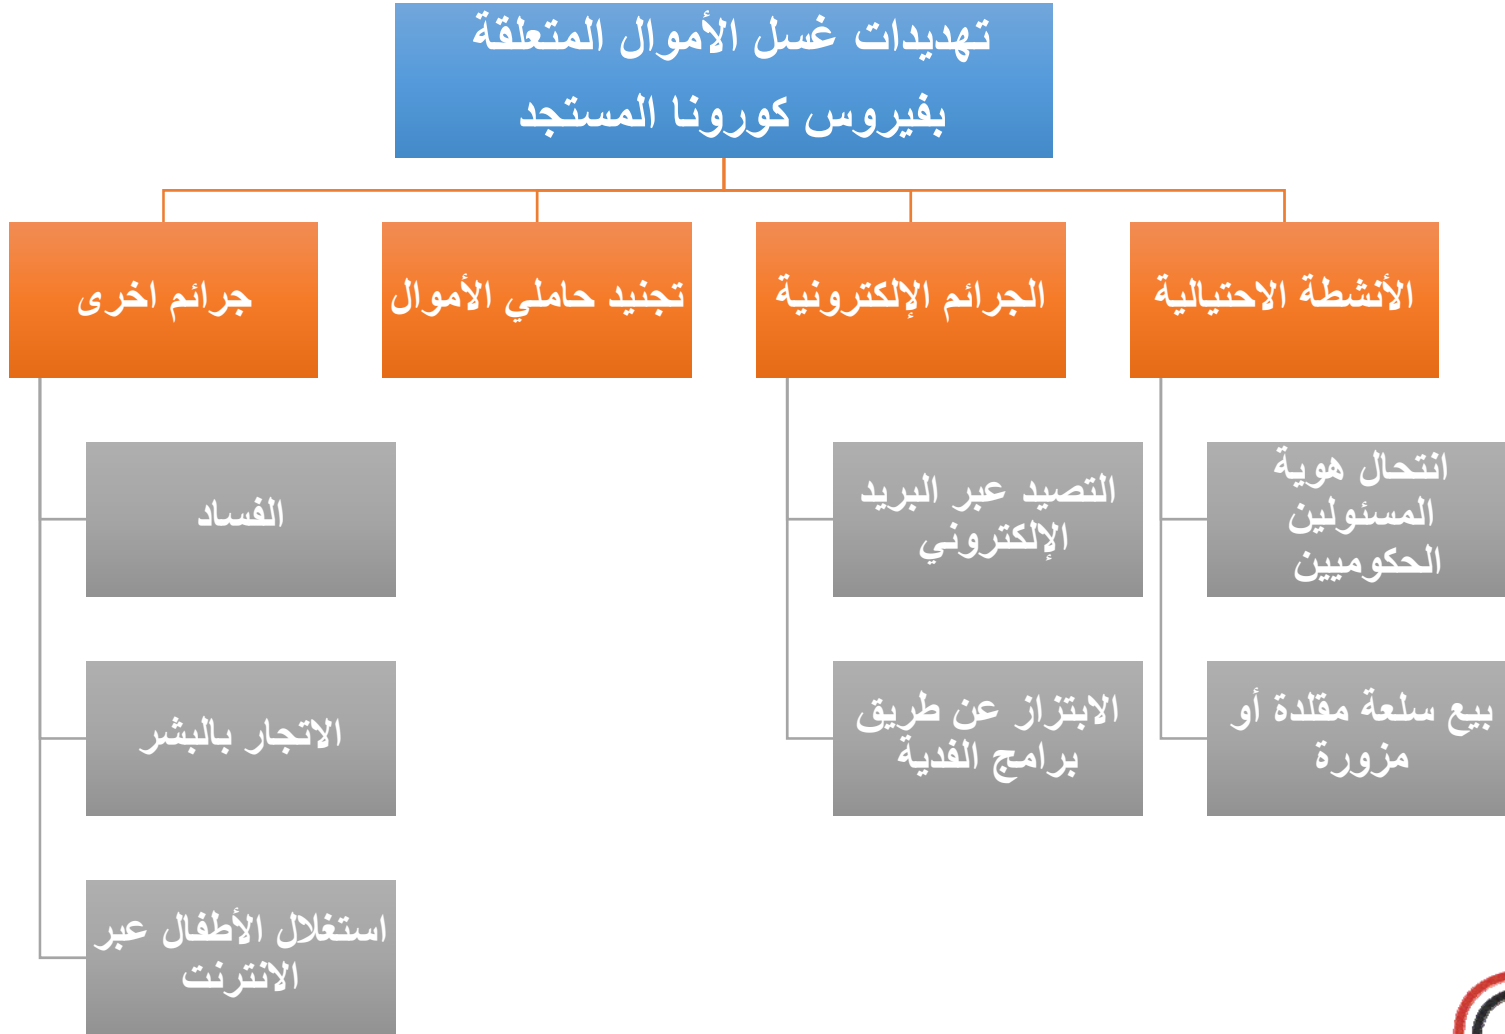 تهديدات غسل الأموال المتعلقة
بفيروس كورونا المستجد
الأنشطة الاحتيالية
الجرائم الإلكترونية
تجنيد حاملي الأموال
جرائم اخرى
انتحال هوية
المسئولين
الحكوميين
بيع سلعة مقلدة أو
مزورة
التصيد عبر البريد
الإلكتروني
الابتزاز عن طريق
برامج الفدية
الفساد
الاتجار بالبشر
استغلال الأطفال عبر
الانترنت